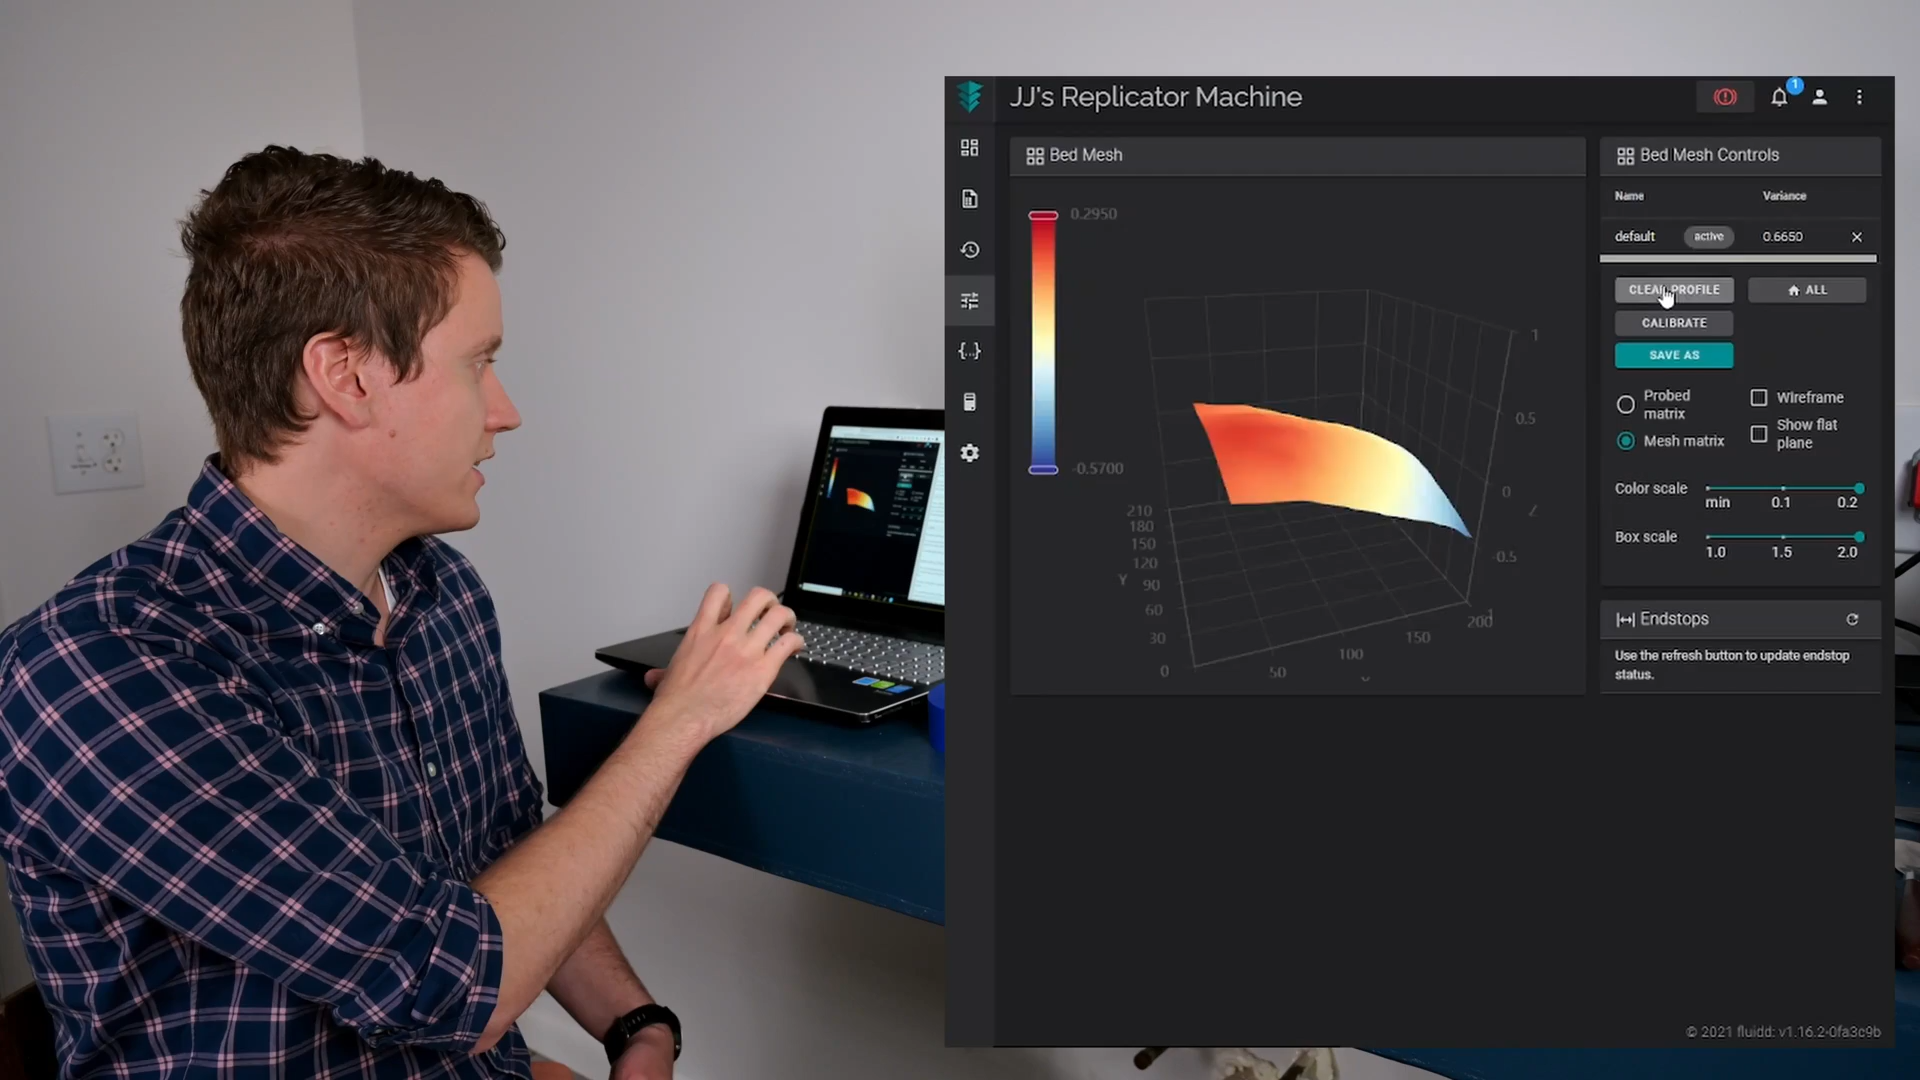 JJ's Replicator Machine
1
Bed Mesh
0.2950
-0.5700
1
0.5
0
Z
-0.5
210
180
150
120
Y 90
60
30
0
50
100
150
200
Bed Mesh Controls
Name Variance
default active 0.6650
CLEAR PROFILE ALL
CALIBRATE
SAVE AS
Probed
matrix
Wireframe
Mesh matrix
Show flat
plane
Color scale
min 0.1 0.2
Box scale
1.0 1.5 2.0
Endstops
Use the refresh button to update endstop
status.
© 2021 fluidd: v1.16.2-0fa3c9b